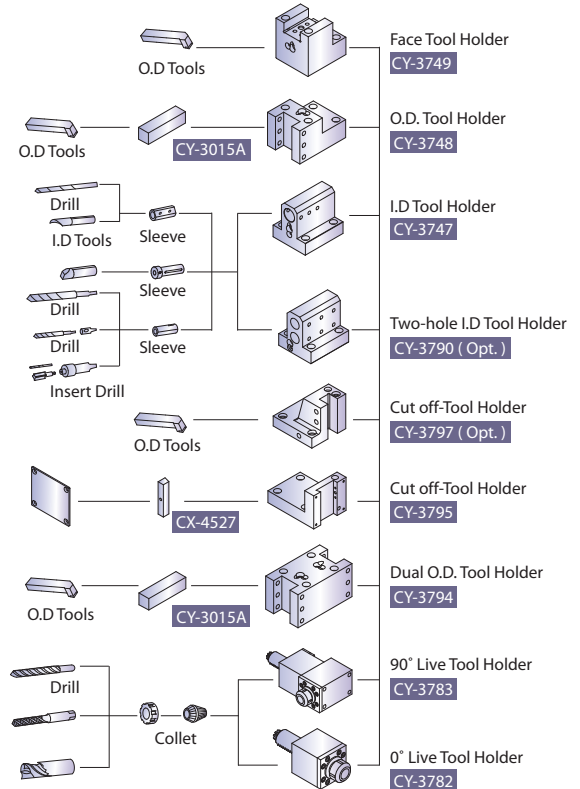 Face Tool Holder
CY-3749
O.D Tools
O.D. Tool Holder
CY-3748
O.D Tools
CY-3015A
Drill
I.D Tools
Sleeve
I.D Tool Holder
CY-3747
Sleeve
Drill
Drill
Sleeve
Insert Drill
Two-hole I.D Tool Holder
CY-3790 ( Opt. )
O.D Tools
Cut off-Tool Holder
CY-3797 ( Opt. )
CX-4527
Cut off-Tool Holder
CY-3795
O.D Tools
CY-3015A
Dual O.D. Tool Holder
CY-3794
Drill
Collet
90° Live Tool Holder
CY-3783
0° Live Tool Holder
CY-3782